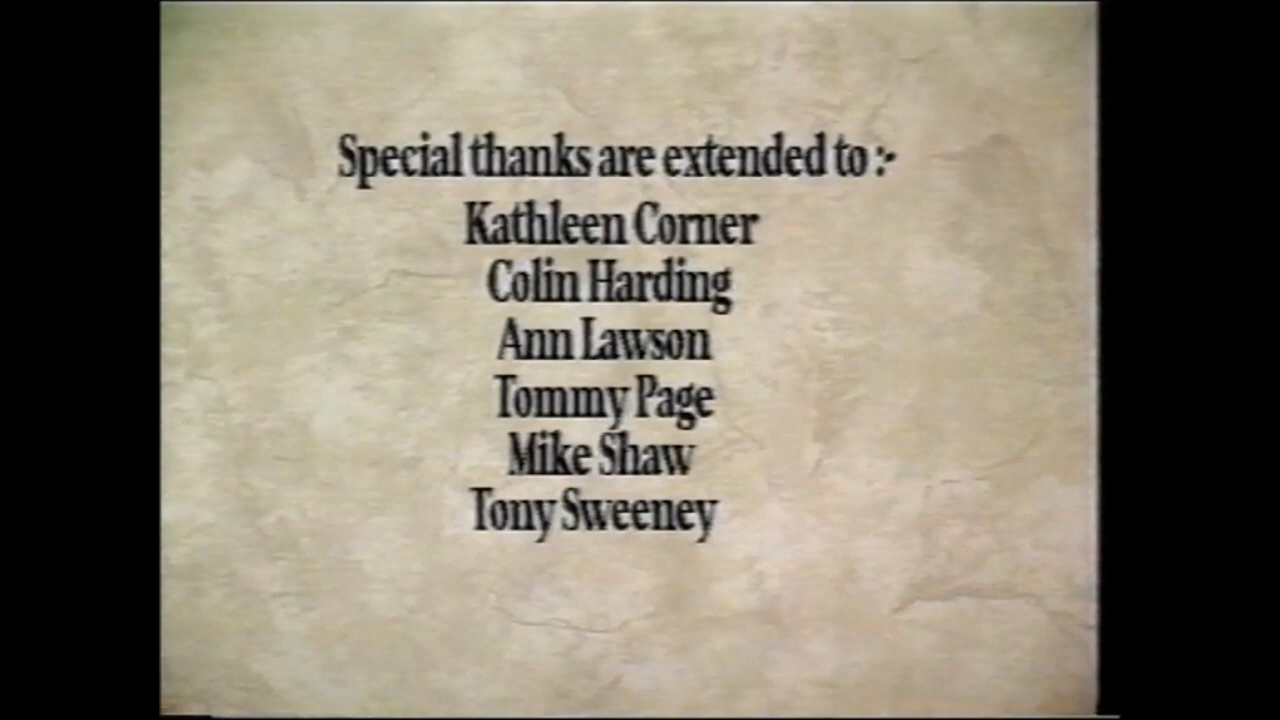 Special thanks are extended to :-
Kathleen Corner
Colin Harding
Ann Lawson
Tommy Page
Mike Shaw
Tony Sweeney